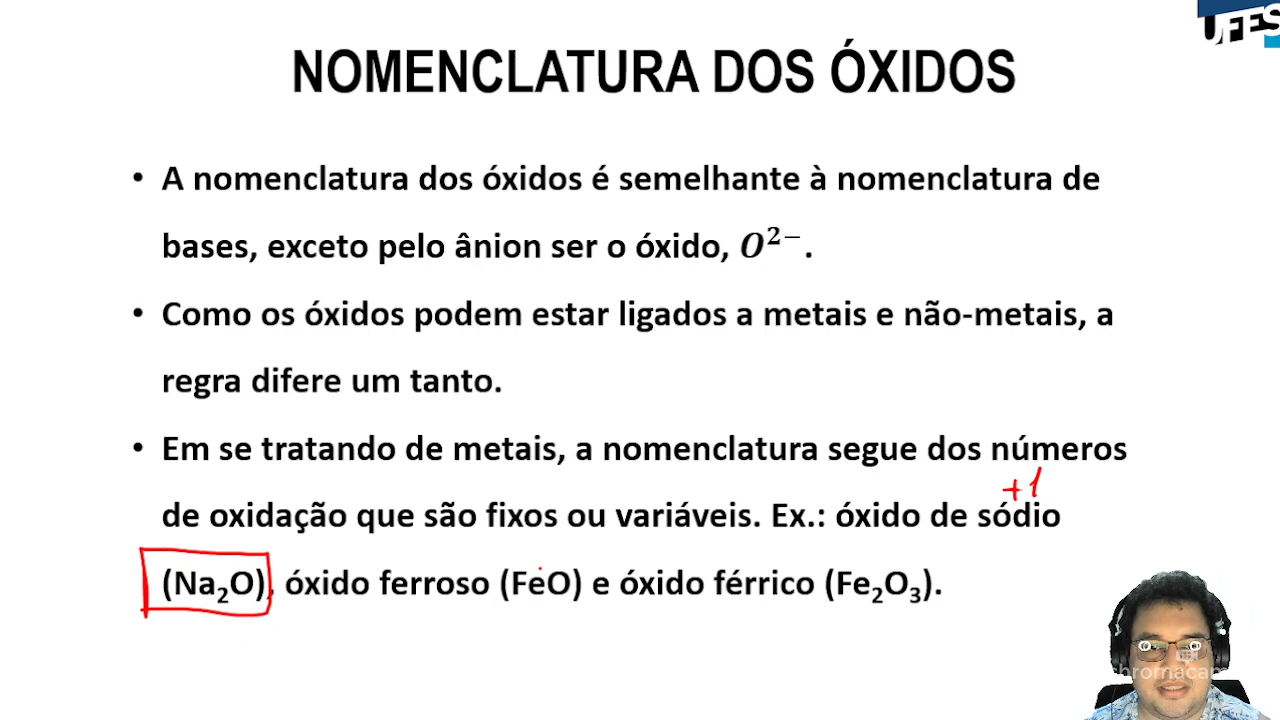 UFES
NOMENCLATURA DOS ÓXIDOS
• A nomenclatura dos óxidos é semelhante à nomenclatura de
bases, exceto pelo ânion ser o óxido, O²⁻.
• Como os óxidos podem estar ligados a metais e não-metais, a
regra difere um tanto.
• Em se tratando de metais, a nomenclatura segue dos números
+1
de oxidação que são fixos ou variáveis. Ex.: óxido de sódio
(Na₂O), óxido ferroso (FeO) e óxido férrico (Fe₂O₃).
chromacam